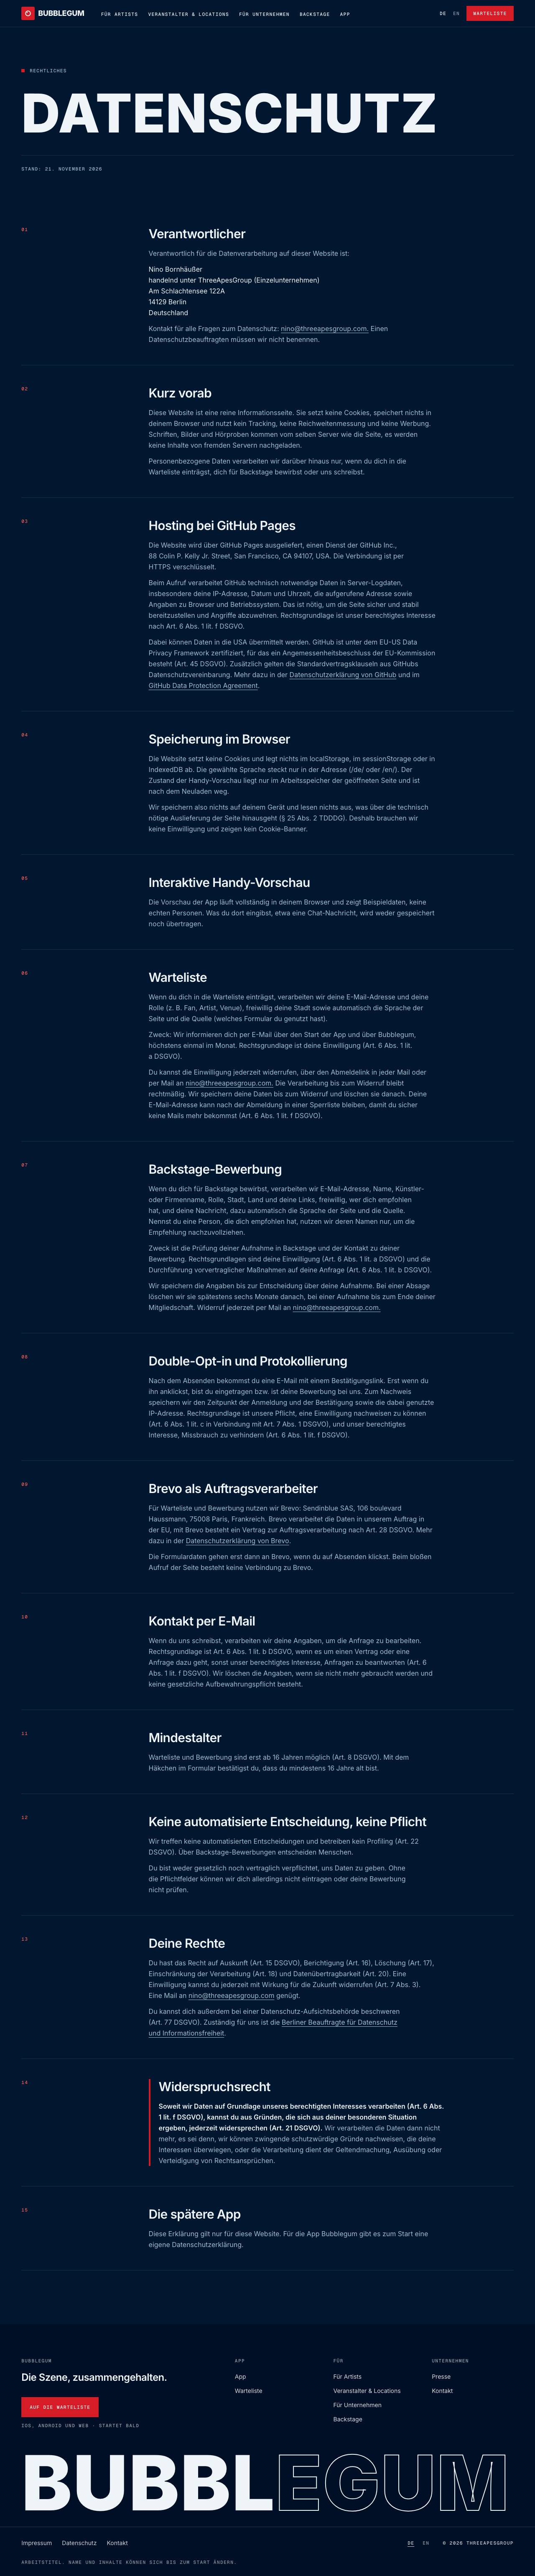 BUBBLEGUM
FÜR ARTISTS
VERANSTALTER & LOCATIONS
FÜR UNTERNEHMEN
BACKSTAGE
APP
DE
EN
WARTELISTE
RECHTLICHES
DATENSCHUTZ
STAND: 21. NOVEMBER 2026
01
Verantwortlicher
Verantwortlich für die Datenverarbeitung auf dieser Website ist:
Nino Bornhäußer
handelnd unter ThreeApesGroup (Einzelunternehmen)
Am Schlachtensee 122A
14129 Berlin
Deutschland
Kontakt für alle Fragen zum Datenschutz: nino@threeapesgroup.com. Einen
Datenschutzbeauftragten müssen wir nicht benennen.
02
Kurz vorab
Diese Website ist eine reine Informationsseite. Sie setzt keine Cookies, speichert nichts in
deinem Browser und nutzt kein Tracking, keine Reichweitenmessung und keine Werbung.
Schriften, Bilder und Hörproben kommen vom selben Server wie die Seite, es werden
keine Inhalte von fremden Servern nachgeladen.
Personenbezogene Daten verarbeiten wir darüber hinaus nur, wenn du dich in die
Warteliste einträgst, dich für Backstage bewirbst oder uns schreibst.
03
Hosting bei GitHub Pages
Die Website wird über GitHub Pages ausgeliefert, einen Dienst der GitHub Inc.,
88 Colin P. Kelly Jr. Street, San Francisco, CA 94107, USA. Die Verbindung ist per
HTTPS verschlüsselt.
Beim Aufruf verarbeitet GitHub technisch notwendige Daten in Server-Logdaten,
insbesondere deine IP-Adresse, Datum und Uhrzeit, die aufgerufene Adresse sowie
Angaben zu Browser und Betriebssystem. Das ist nötig, um die Seite sicher und stabil
bereitzustellen und Angriffe abzuwehren. Rechtsgrundlage ist unser berechtigtes Interesse
nach Art. 6 Abs. 1 lit. f DSGVO.
Dabei können Daten in die USA übermittelt werden. GitHub ist unter dem EU-US Data
Privacy Framework zertifiziert, für das ein Angemessenheitsbeschluss der EU-Kommission
besteht (Art. 45 DSGVO). Zusätzlich gelten die Standardvertragsklauseln aus GitHubs
Datenschutzvereinbarung. Mehr dazu in der Datenschutzerklärung von GitHub und im
GitHub Data Protection Agreement.
04
Speicherung im Browser
Die Website setzt keine Cookies und legt nichts im localStorage, im sessionStorage oder in
IndexedDB ab. Die gewählte Sprache steckt nur in der Adresse (/de/ oder /en/). Der
Zustand der Handy-Vorschau liegt nur im Arbeitsspeicher der geöffneten Seite und ist
nach dem Neuladen weg.
Wir speichern also nichts auf deinem Gerät und lesen nichts aus, was über die technisch
nötige Auslieferung der Seite hinausgeht (§ 25 Abs. 2 TDDDG). Deshalb brauchen wir
keine Einwilligung und zeigen kein Cookie-Banner.
05
Interaktive Handy-Vorschau
Die Vorschau der App läuft vollständig in deinem Browser und zeigt Beispieldaten, keine
echten Personen. Was du dort eingibst, etwa eine Chat-Nachricht, wird weder gespeichert
noch übertragen.
06
Warteliste
Wenn du dich in die Warteliste einträgst, verarbeiten wir deine E-Mail-Adresse und deine
Rolle (z. B. Fan, Artist, Venue), freiwillig deine Stadt sowie automatisch die Sprache der
Seite und die Quelle (welches Formular du genutzt hast).
Zweck: Wir informieren dich per E-Mail über den Start der App und über Bubblegum,
höchstens einmal im Monat. Rechtsgrundlage ist deine Einwilligung (Art. 6 Abs. 1 lit.
a DSGVO).
Du kannst die Einwilligung jederzeit widerrufen, über den Abmeldelink in jeder Mail oder
per Mail an nino@threeapesgroup.com. Die Verarbeitung bis zum Widerruf bleibt
rechtmäßig. Wir speichern deine Daten bis zum Widerruf und löschen sie danach. Deine
E-Mail-Adresse kann nach der Abmeldung in einer Sperrliste bleiben, damit du sicher
keine Mails mehr bekommst (Art. 6 Abs. 1 lit. f DSGVO).
07
Backstage-Bewerbung
Wenn du dich für Backstage bewirbst, verarbeiten wir E-Mail-Adresse, Name, Künstler-
oder Firmenname, Rolle, Stadt, Land und deine Links, freiwillig, wer dich empfohlen
hat, und deine Nachricht, dazu automatisch die Sprache der Seite und die Quelle.
Nennst du eine Person, die dich empfohlen hat, nutzen wir deren Namen nur, um die
Empfehlung nachzuvollziehen.
Zweck ist die Prüfung deiner Aufnahme in Backstage und der Kontakt zu deiner
Bewerbung. Rechtsgrundlagen sind deine Einwilligung (Art. 6 Abs. 1 lit. a DSGVO) und die
Durchführung vorvertraglicher Maßnahmen auf deine Anfrage (Art. 6 Abs. 1 lit. b DSGVO).
Wir speichern die Angaben bis zur Entscheidung über deine Aufnahme. Bei einer Absage
löschen wir sie spätestens sechs Monate danach, bei einer Aufnahme bis zum Ende deiner
Mitgliedschaft. Widerruf jederzeit per Mail an nino@threeapesgroup.com.
08
Double-Opt-in und Protokollierung
Nach dem Absenden bekommst du eine E-Mail mit einem Bestätigungslink. Erst wenn du
ihn anklickst, bist du eingetragen bzw. ist deine Bewerbung bei uns. Zum Nachweis
speichern wir den Zeitpunkt der Anmeldung und der Bestätigung sowie die dabei genutzte
IP-Adresse. Rechtsgrundlage ist unsere Pflicht, eine Einwilligung nachweisen zu können
(Art. 6 Abs. 1 lit. c in Verbindung mit Art. 7 Abs. 1 DSGVO), und unser berechtigtes
Interesse, Missbrauch zu verhindern (Art. 6 Abs. 1 lit. f DSGVO).
09
Brevo als Auftragsverarbeiter
Für Warteliste und Bewerbung nutzen wir Brevo: Sendinblue SAS, 106 boulevard
Haussmann, 75008 Paris, Frankreich. Brevo verarbeitet die Daten in unserem Auftrag in
der EU, mit Brevo besteht ein Vertrag zur Auftragsverarbeitung nach Art. 28 DSGVO. Mehr
dazu in der Datenschutzerklärung von Brevo.
Die Formulardaten gehen erst dann an Brevo, wenn du auf Absenden klickst. Beim bloßen
Aufruf der Seite besteht keine Verbindung zu Brevo.
10
Kontakt per E-Mail
Wenn du uns schreibst, verarbeiten wir deine Angaben, um die Anfrage zu bearbeiten.
Rechtsgrundlage ist Art. 6 Abs. 1 lit. b DSGVO, wenn es um einen Vertrag oder eine
Anfrage dazu geht, sonst unser berechtigtes Interesse, Anfragen zu beantworten (Art. 6
Abs. 1 lit. f DSGVO). Wir löschen die Angaben, wenn sie nicht mehr gebraucht werden und
keine gesetzliche Aufbewahrungspflicht besteht.
11
Mindestalter
Warteliste und Bewerbung sind erst ab 16 Jahren möglich (Art. 8 DSGVO). Mit dem
Häkchen im Formular bestätigst du, dass du mindestens 16 Jahre alt bist.
12
Keine automatisierte Entscheidung, keine Pflicht
Wir treffen keine automatisierten Entscheidungen und betreiben kein Profiling (Art. 22
DSGVO). Über Backstage-Bewerbungen entscheiden Menschen.
Du bist weder gesetzlich noch vertraglich verpflichtet, uns Daten zu geben. Ohne
die Pflichtfelder können wir dich allerdings nicht eintragen oder deine Bewerbung
nicht prüfen.
13
Deine Rechte
Du hast das Recht auf Auskunft (Art. 15 DSGVO), Berichtigung (Art. 16), Löschung (Art. 17),
Einschränkung der Verarbeitung (Art. 18) und Datenübertragbarkeit (Art. 20). Eine
Einwilligung kannst du jederzeit mit Wirkung für die Zukunft widerrufen (Art. 7 Abs. 3).
Eine Mail an nino@threeapesgroup.com genügt.
Du kannst dich außerdem bei einer Datenschutz-Aufsichtsbehörde beschweren
(Art. 77 DSGVO). Zuständig für uns ist die Berliner Beauftragte für Datenschutz
und Informationsfreiheit.
14
Widerspruchsrecht
Soweit wir Daten auf Grundlage unseres berechtigten Interesses verarbeiten (Art. 6 Abs.
1 lit. f DSGVO), kannst du aus Gründen, die sich aus deiner besonderen Situation
ergeben, jederzeit widersprechen (Art. 21 DSGVO). Wir verarbeiten die Daten dann nicht
mehr, es sei denn, wir können zwingende schutzwürdige Gründe nachweisen, die deine
Interessen überwiegen, oder die Verarbeitung dient der Geltendmachung, Ausübung oder
Verteidigung von Rechtsansprüchen.
15
Die spätere App
Diese Erklärung gilt nur für diese Website. Für die App Bubblegum gibt es zum Start eine
eigene Datenschutzerklärung.
BUBBLEGUM
Die Szene, zusammengehalten.
AUF DIE WARTELISTE
IOS, ANDROID UND WEB · STARTET BALD
APP
App
Warteliste
FÜR
Für Artists
Veranstalter & Locations
Für Unternehmen
Backstage
UNTERNEHMEN
Presse
Kontakt
BUBBLEGUM
Impressum
Datenschutz
Kontakt
DE
EN
© 2026 THREEAPESGROUP
ARBEITSTITEL. NAME UND INHALTE KÖNNEN SICH BIS ZUM START ÄNDERN.